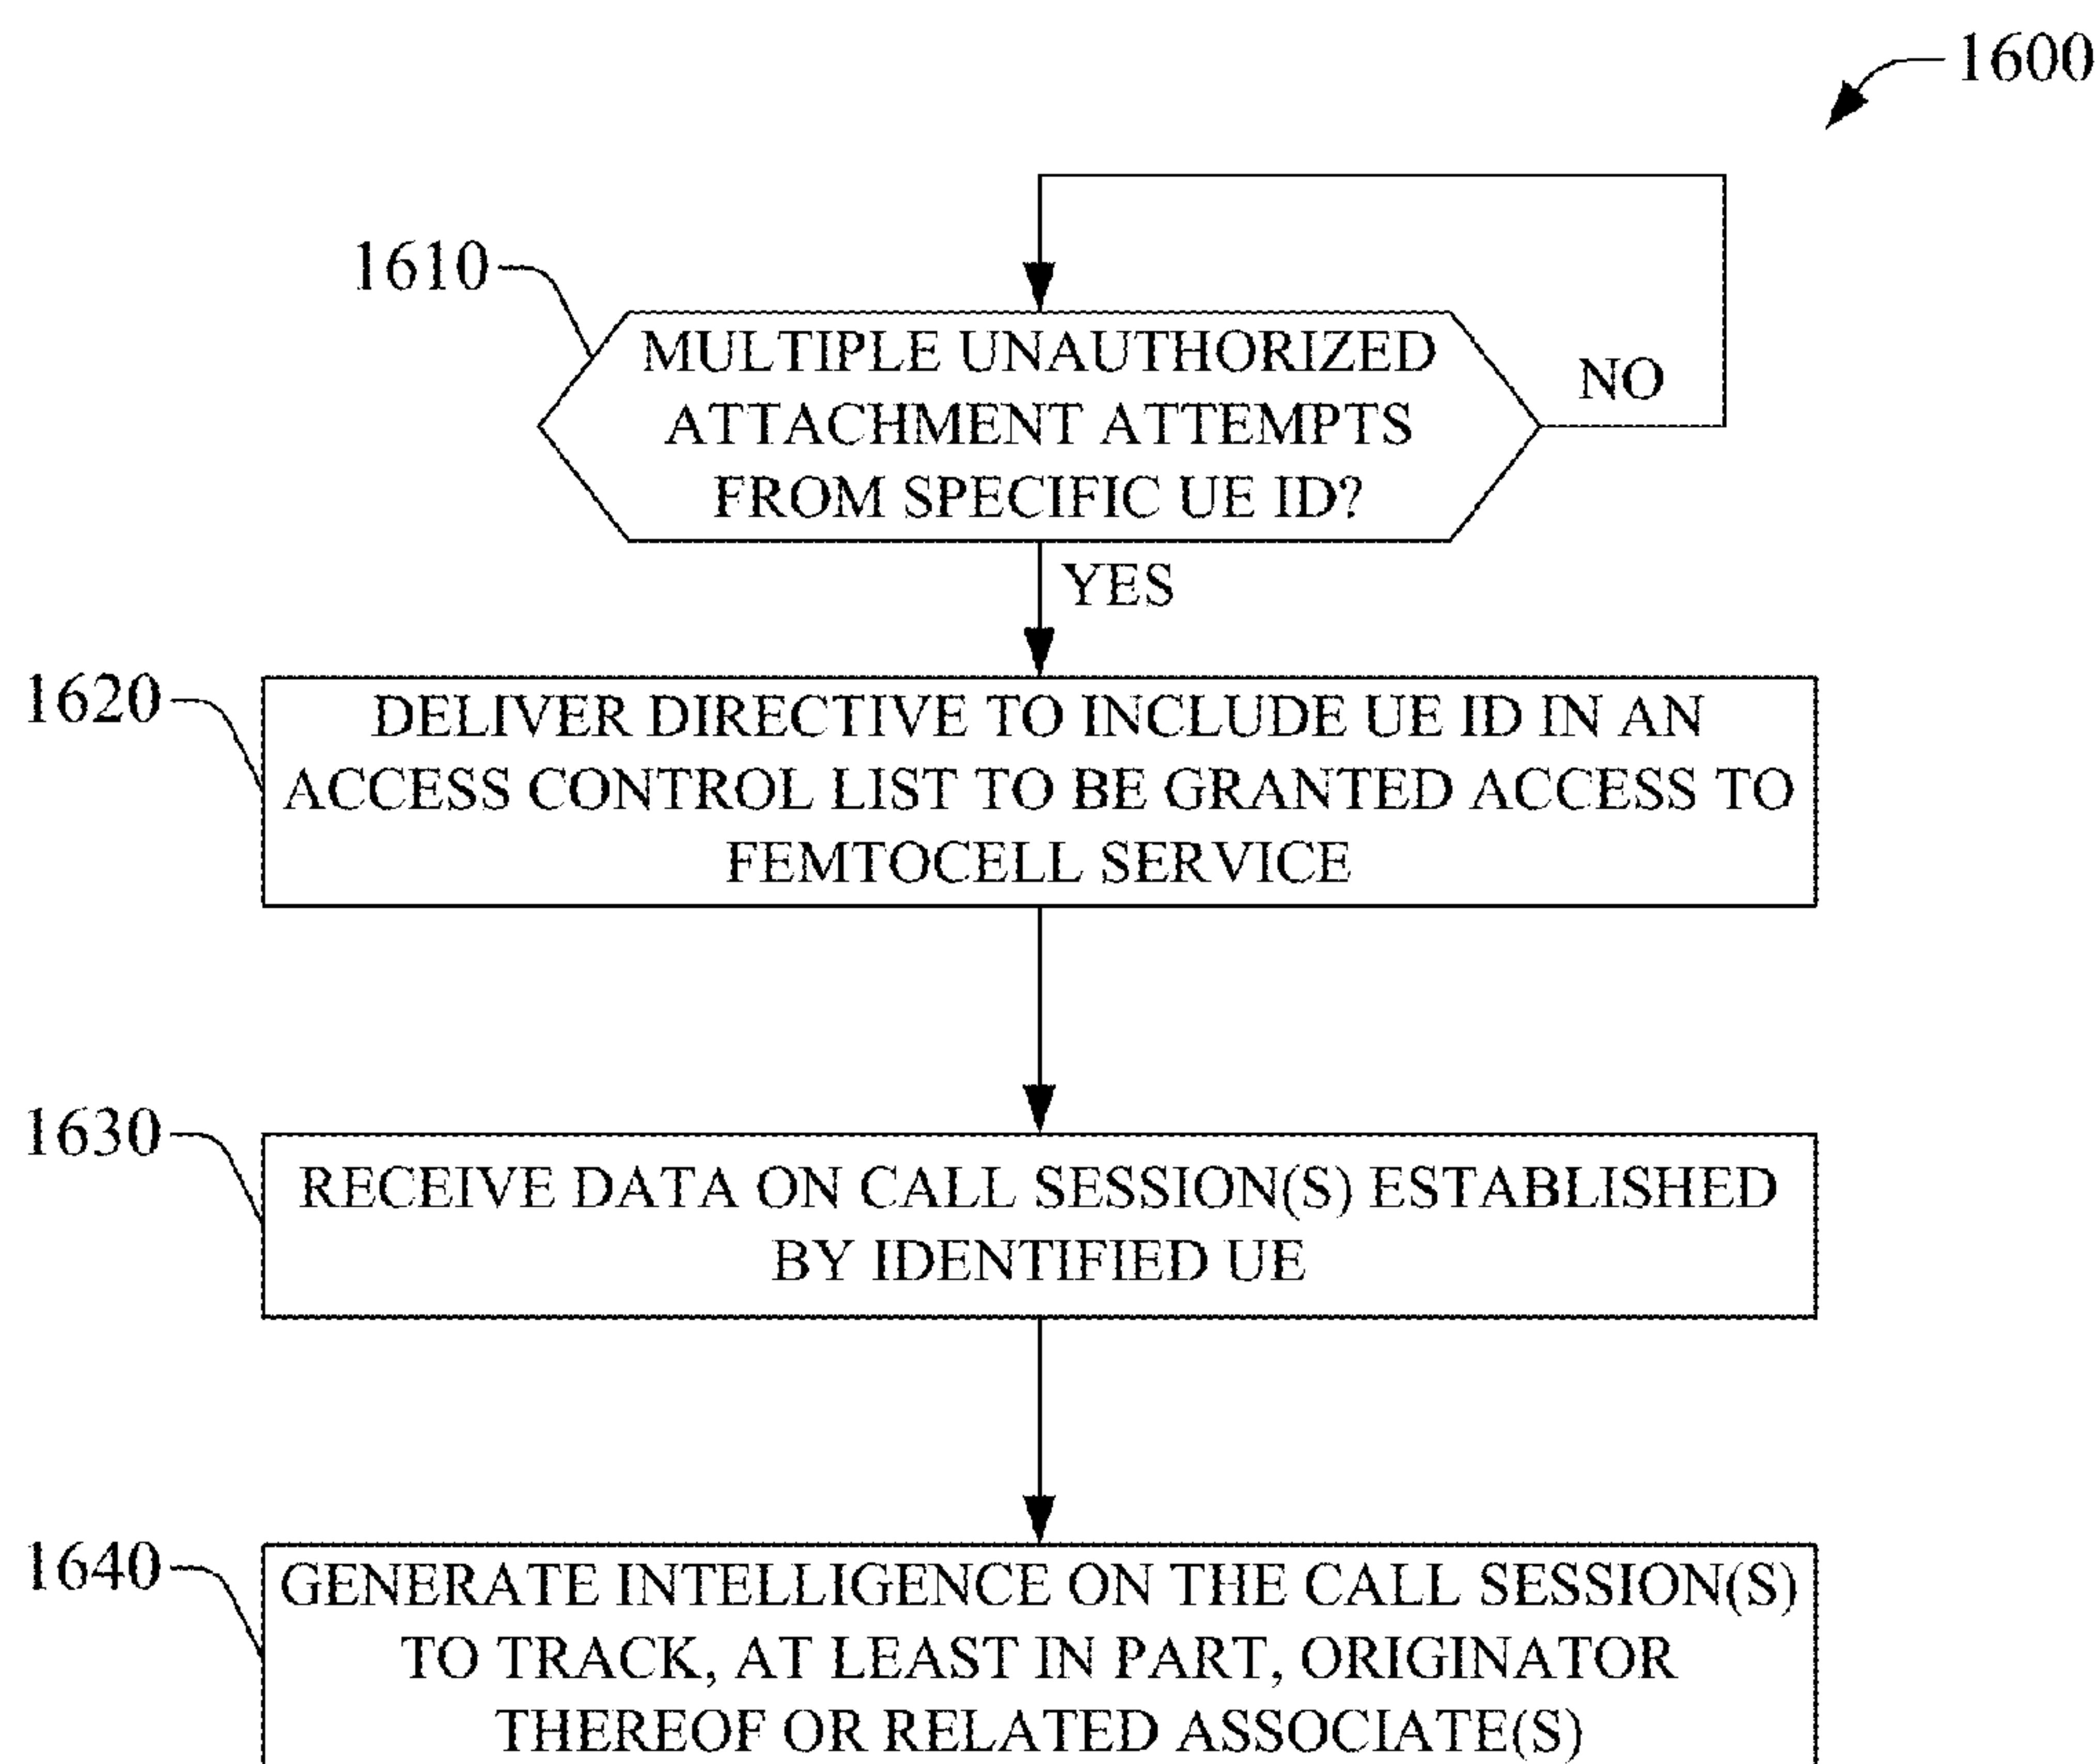 1600
1610
MULTIPLE UNAUTHORIZED
ATTACHMENT ATTEMPTS
FROM SPECIFIC UE ID?
NO
YES
1620
DELIVER DIRECTIVE TO INCLUDE UE ID IN AN
ACCESS CONTROL LIST TO BE GRANTED ACCESS TO
FEMTOCELL SERVICE
1630
RECEIVE DATA ON CALL SESSION(S) ESTABLISHED
BY IDENTIFIED UE
1640
GENERATE INTELLIGENCE ON THE CALL SESSION(S)
TO TRACK, AT LEAST IN PART, ORIGINATOR
THEREOF OR RELATED ASSOCIATE(S)